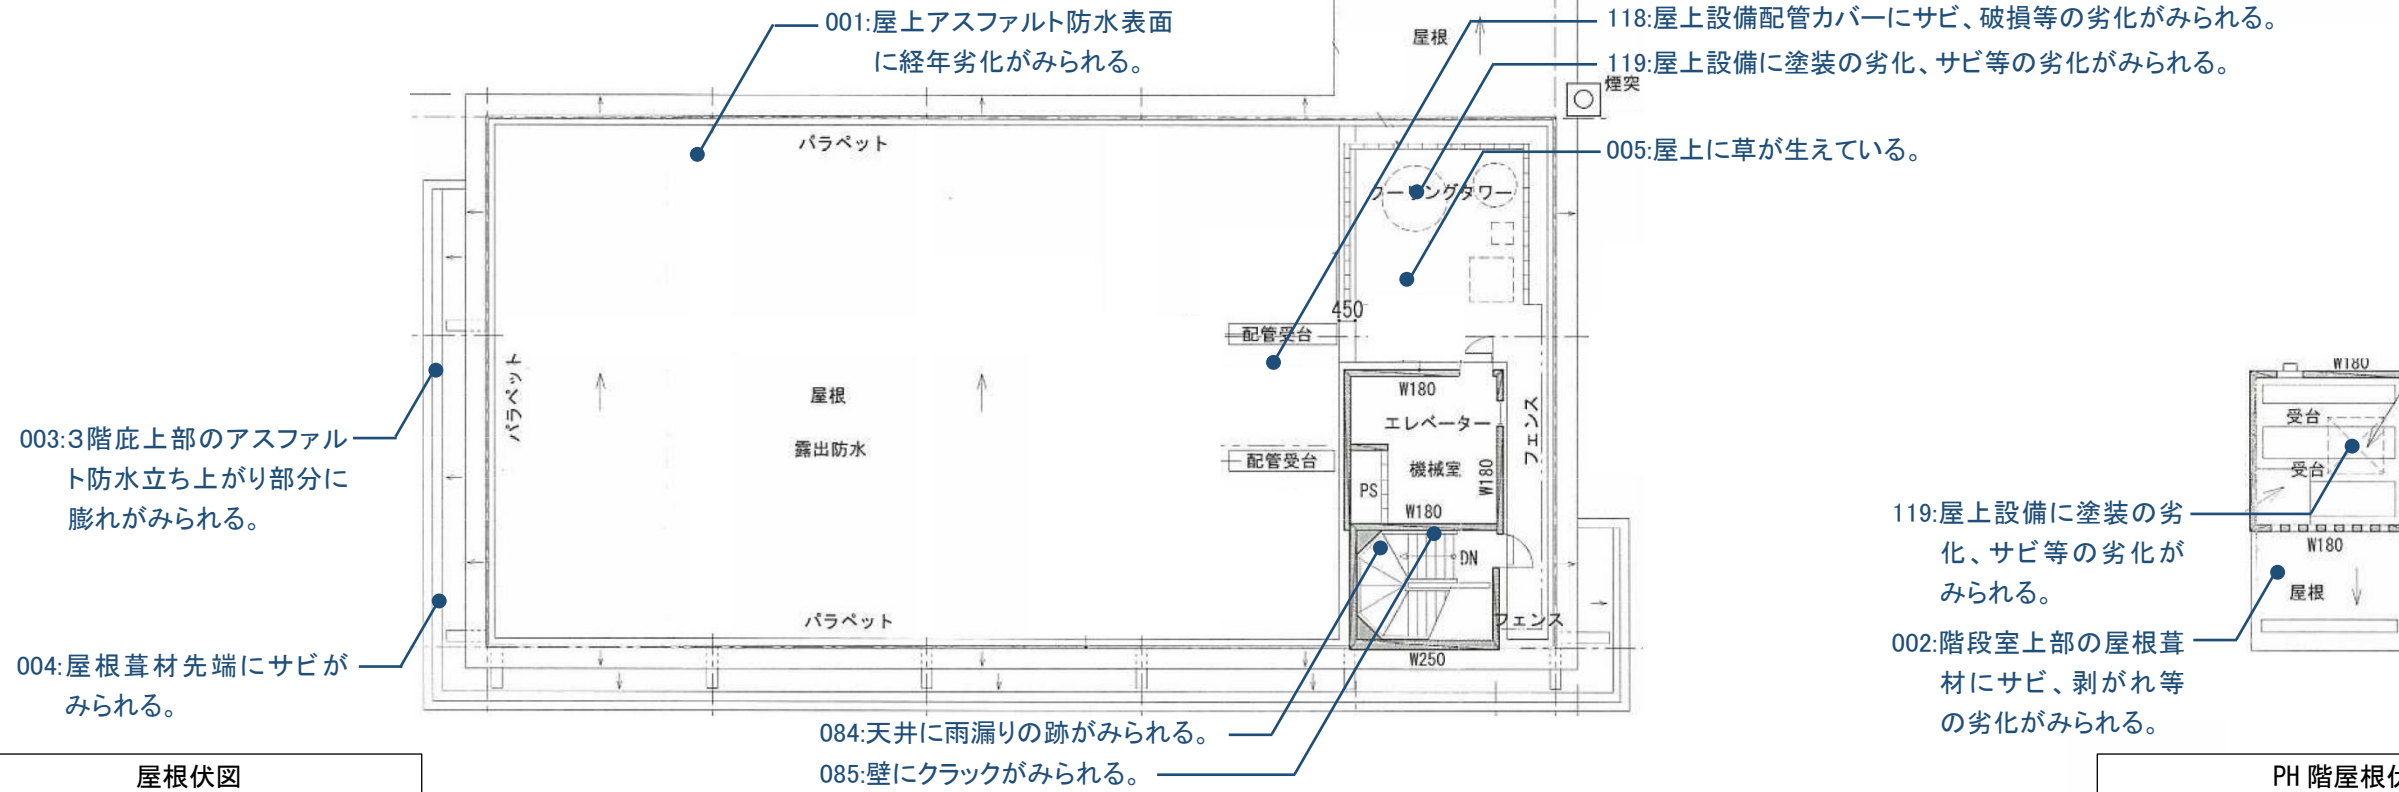 001:屋上アスファルト防水表面
に経年劣化がみられる。
118:屋上設備配管カバーにサビ、破損等の劣化がみられる。
屋根
119:屋上設備に塗装の劣化、サビ等の劣化がみられる。
煙突
パラペット
005:屋上に草が生えている。
クーリングタワー
450
配管受台
パラペット
屋根
露出防水
配管受台
W180
エレベーター
機械室
PS
W180
W180
フェンス
DN
フェンス
パラペット
W250
003:3階庇上部のアスファル
ト防水立ち上がり部分に
膨れがみられる。
004:屋根葺材先端にサビが
みられる。
084:天井に雨漏りの跡がみられる。
085:壁にクラックがみられる。
屋根伏図
W180
受台
受台
W180
屋根
119:屋上設備に塗装の劣
化、サビ等の劣化が
みられる。
002:階段室上部の屋根葺
材にサビ、剥がれ等
の劣化がみられる。
PH 階屋根伏